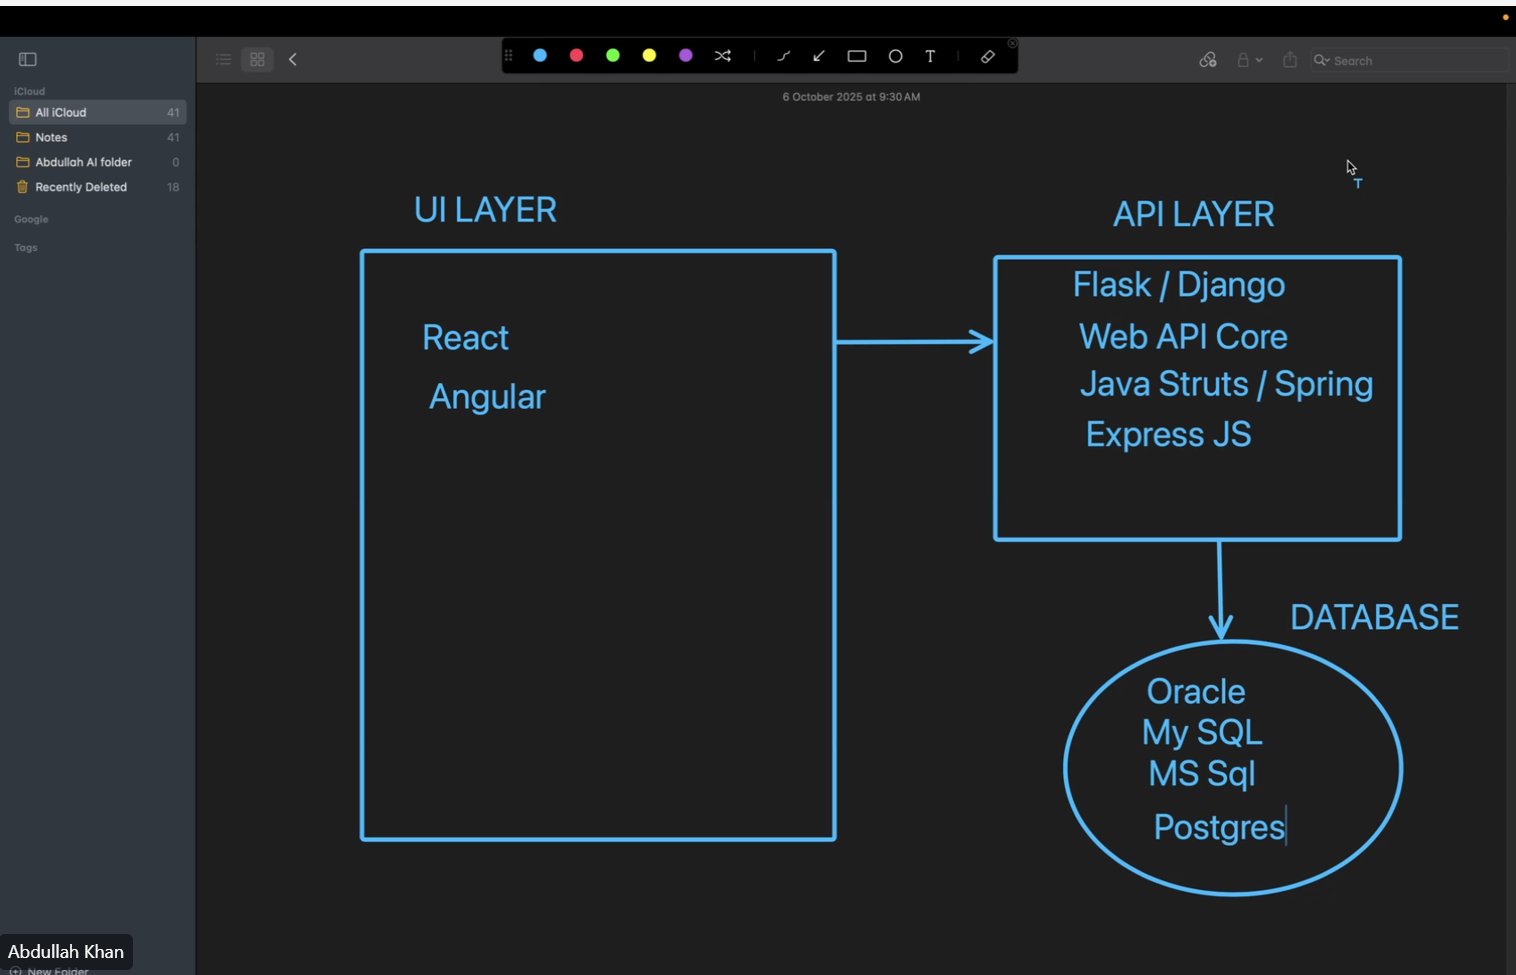 Search
6 October 2025 at 9:30 AM
iCloud
All iCloud 41
Notes 41
Abdullah AI folder 0
Recently Deleted 18
Google
Tags
T
T
UI LAYER
React
Angular
API LAYER
Flask / Django
Web API Core
Java Struts / Spring
Express JS
DATABASE
Oracle
My SQL
MS Sql
Postgres
Abdullah Khan
New Folder